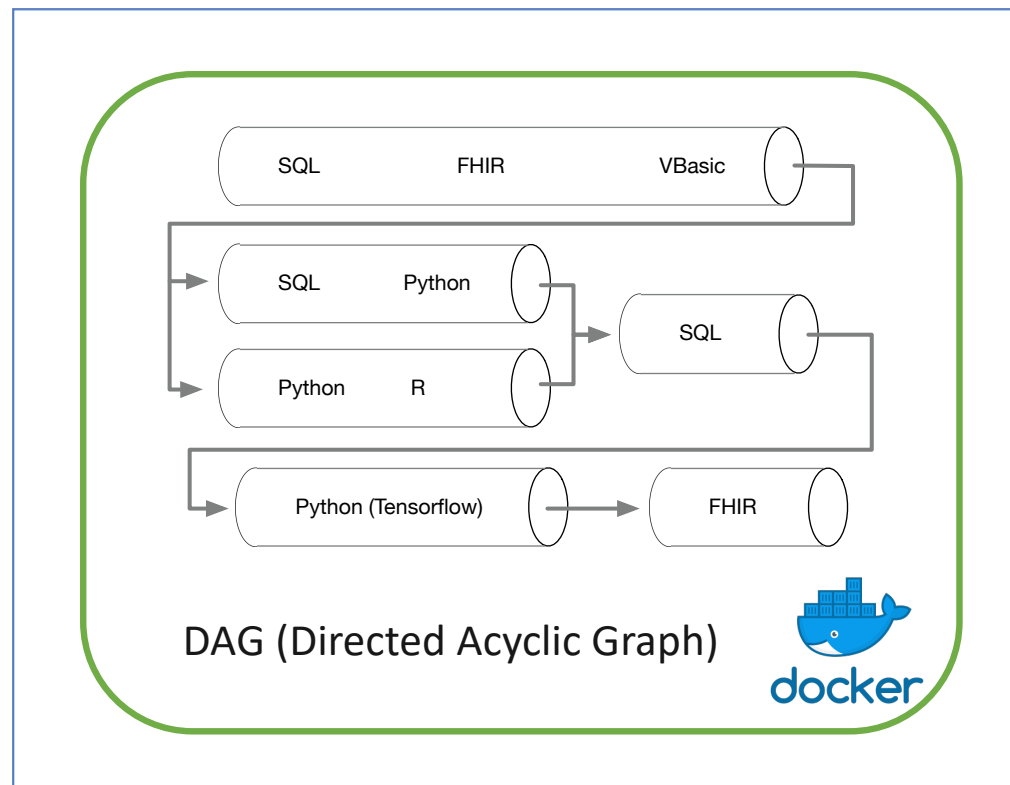 SQL FHIR VBasic
SQL Python
SQL
Python R
Python (Tensorflow) FHIR
DAG (Directed Acyclic Graph)
docker